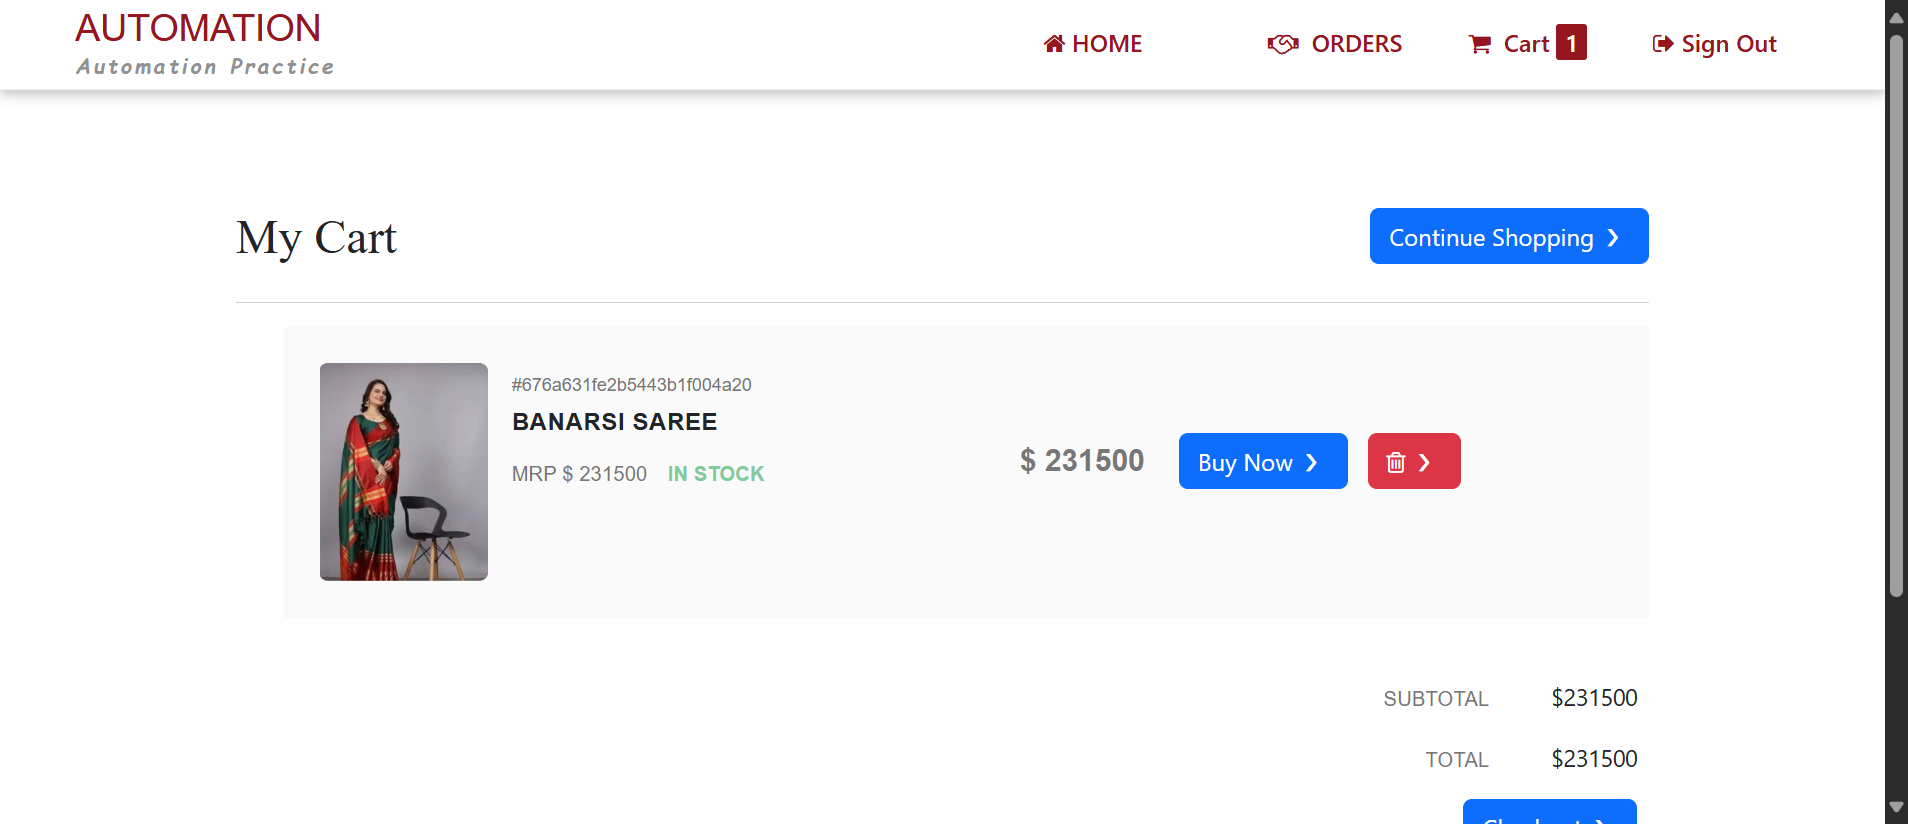 AUTOMATION
Automation Practice
HOME
ORDERS
Cart 1
Sign Out
My Cart
Continue Shopping ❯
#676a631fe2b5443b1f004a20
BANARSI SAREE
MRP $ 231500 IN STOCK
$ 231500
Buy Now ❯
❯
SUBTOTAL $231500
TOTAL $231500